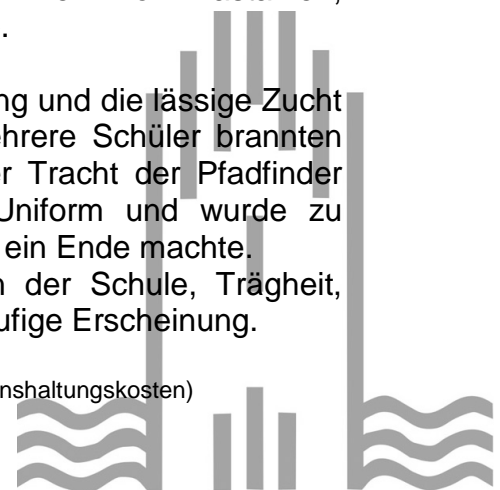 .
ng und die lässige Zucht
ehrere Schüler brannten
er Tracht der Pfadfinder
Uniform und wurde zu
ein Ende machte.
n der Schule, Trägheit,
ufige Erscheinung.
nshaltungskosten)